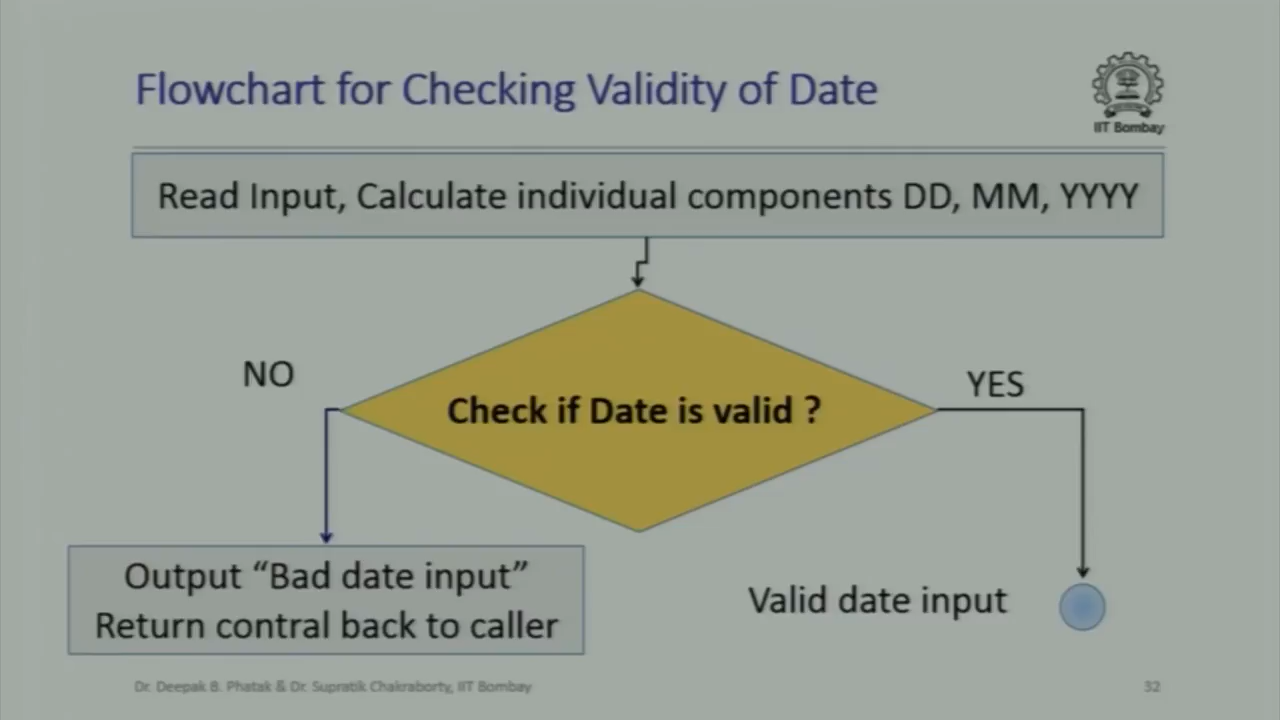 Flowchart for Checking Validity of Date
IIT Bombay
Read Input, Calculate individual components DD, MM, YYYY
NO
YES
Check if Date is valid ?
Output “Bad date input”
Return contral back to caller
Valid date input
Dr. Deepak B. Phatak & Dr. Supratik Chakraborty, IIT Bombay
32